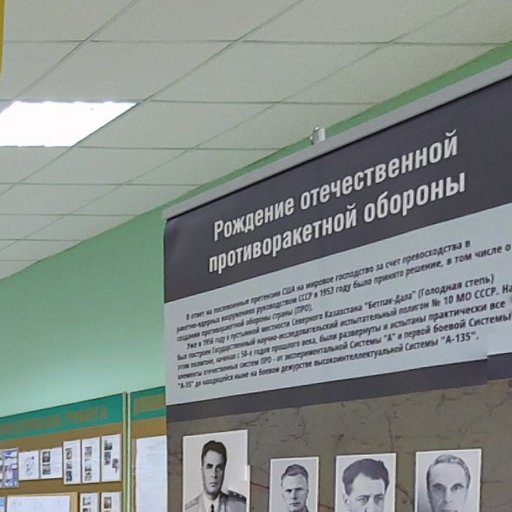 Рождение отечественной
противоракетной обороны
В ответ на послевоенные претензии США на мировое господство за счет превосходства в
ракетно-ядерных вооружениях руководством СССР в 1953 году было принято решение, в том числе о
создании противоракетной обороны страны (ПРО).
Уже в 1956 году в пустынной местности Северного Казахстана "Бетпак-Дала" (Голодная степь)
был построен Государственный научно-исследовательский испытательный полигон № 10 МО СССР. На
этом полигоне, начиная с 50-х годов прошлого века, были развернуты и испытаны практически все
элементы отечественных систем ПРО - от экспериментальной Системы "А" и первой боевой Системы
"А-35" до находящейся ныне на боевом дежурстве высокоинтеллектуальной Системы "А-135".